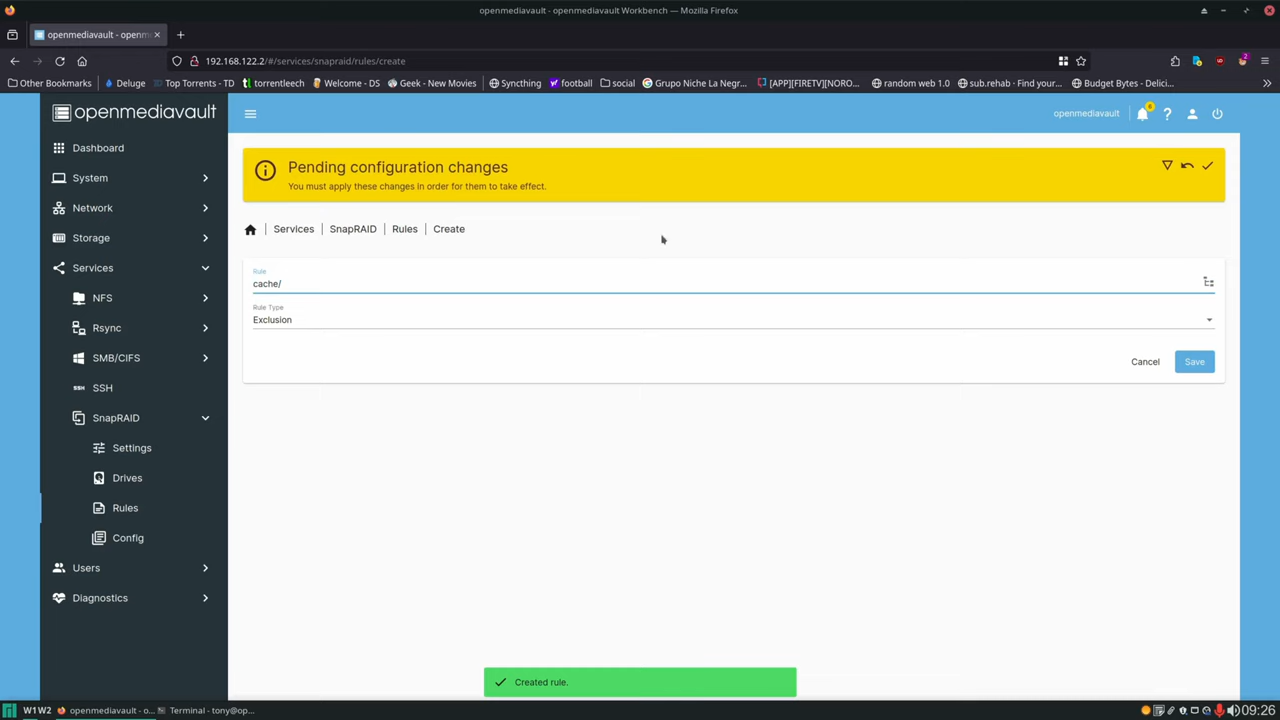 openmediavault - openmediavault Workbench — Mozilla Firefox
openmediavault - openm
192.168.122.2/#/services/snapraid/rules/create
Other Bookmarks Deluge Top Torrents - TD torrentleech Welcome - DS Geek - New Movies Syncthing football social Grupo Niche La Negr... [APP][FIRETV][NORO... random web 1.0 sub.rehab - Find your... Budget Bytes - Delici...
openmediavault
openmediavault
6
?
Dashboard
System
Network
Storage
Services
NFS
Rsync
SMB/CIFS
SSH SSH
SnapRAID
Settings
Drives
Rules
Config
Users
Diagnostics
Pending configuration changes
You must apply these changes in order for them to take effect.
Services | SnapRAID | Rules | Create
Rule
cache/
Rule Type
Exclusion
Cancel Save
Created rule.
W1W2 openmediavault - o... Terminal - tony@op... 09:26